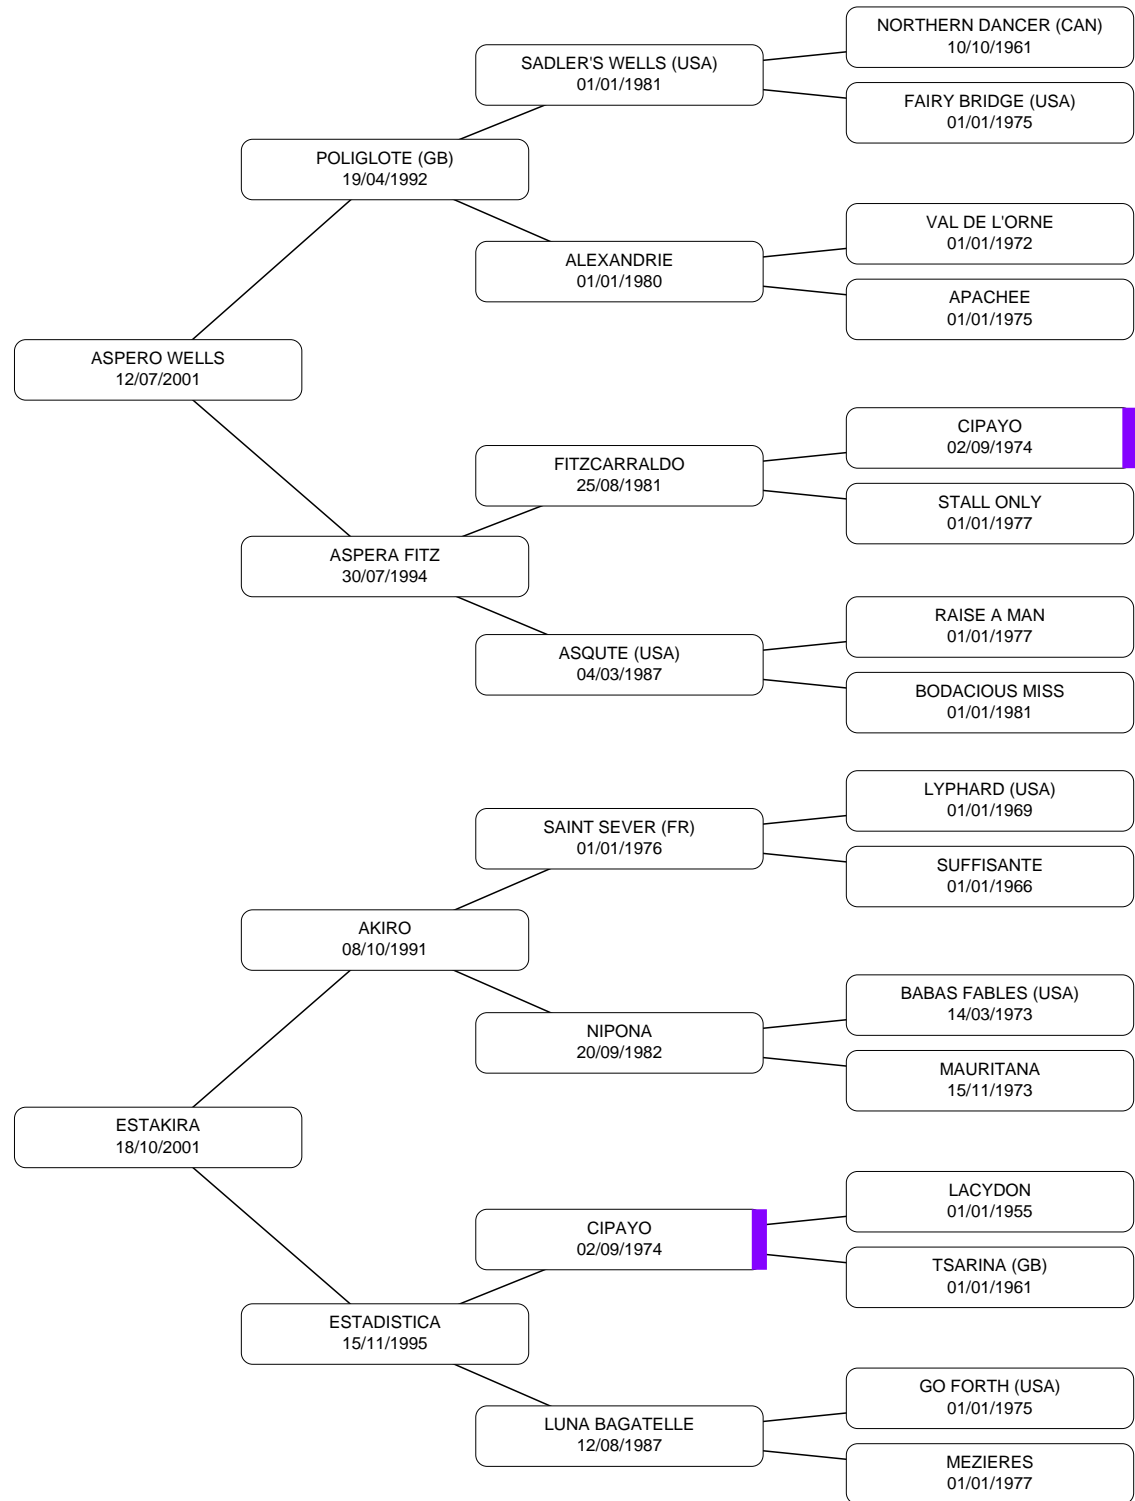 NORTHERN DANCER (CAN)
10/10/1961
SADLER'S WELLS (USA)
01/01/1981
FAIRY BRIDGE (USA)
01/01/1975
POLIGLOTE (GB)
19/04/1992
VAL DE L'ORNE
01/01/1972
ALEXANDRIE
01/01/1980
APACHEE
01/01/1975
ASPERO WELLS
12/07/2001
CIPAYO
02/09/1974
FITZCARRALDO
25/08/1981
STALL ONLY
01/01/1977
ASPERA FITZ
30/07/1994
RAISE A MAN
01/01/1977
ASQUTE (USA)
04/03/1987
BODACIOUS MISS
01/01/1981
LYPHARD (USA)
01/01/1969
SAINT SEVER (FR)
01/01/1976
SUFFISANTE
01/01/1966
AKIRO
08/10/1991
BABAS FABLES (USA)
14/03/1973
NIPONA
20/09/1982
MAURITANA
15/11/1973
ESTAKIRA
18/10/2001
LACYDON
01/01/1955
CIPAYO
02/09/1974
TSARINA (GB)
01/01/1961
ESTADISTICA
15/11/1995
GO FORTH (USA)
01/01/1975
LUNA BAGATELLE
12/08/1987
MEZIERES
01/01/1977